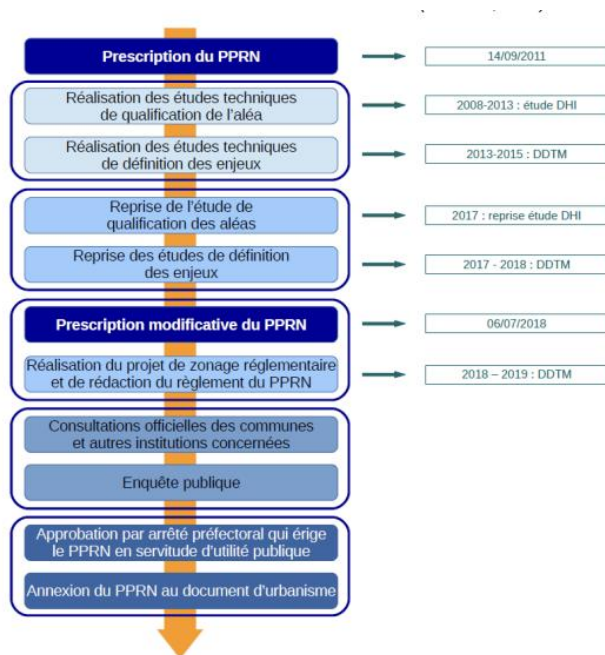 Prescription du PPRN
14/09/2011
Réalisation des études techniques
de qualification de l'aléa
2008-2013 : étude DHI
Réalisation des études techniques
de définition des enjeux
2013-2015 : DDTM
Reprise de l'étude de
qualification des aléas
2017 : reprise étude DHI
Reprise des études de définition
des enjeux
2017 - 2018 : DDTM
Prescription modificative du PPRN
06/07/2018
Réalisation du projet de zonage réglementaire
et de rédaction du règlement du PPRN
2018 – 2019 : DDTM
Consultations officielles des communes
et autres institutions concernées
Enquête publique
Approbation par arrêté préfectoral qui érige
le PPRN en servitude d'utilité publique
Annexion du PPRN au document d'urbanisme